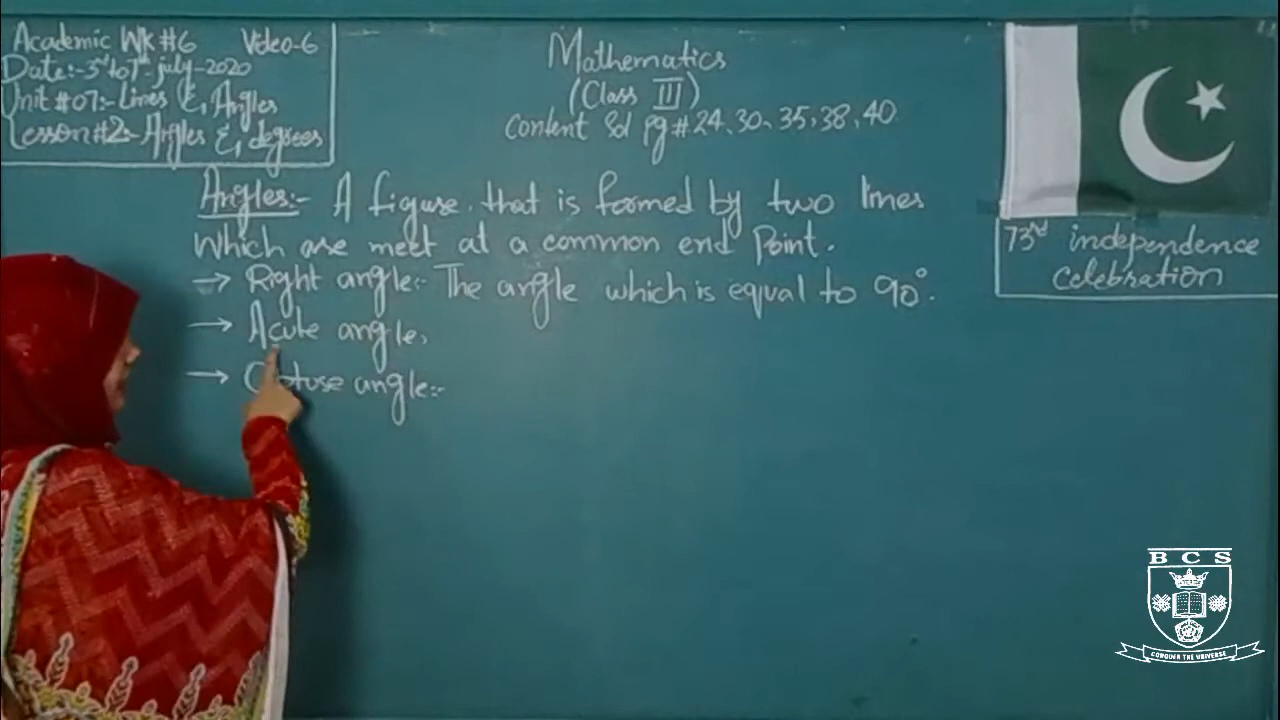 Academic Wk #6 Video-6
Date:- 3rd to 7th july-2020
Unit #07:- Lines & Angles
Lesson #2:- Angles & degrees
Mathematics
(Class III)
Content Sd pg# 24, 30, 35, 38, 40
Angles:- A figure that is formed by two lines
Which are meet at a common end Point.
→ Right angle:- The angle which is equal to 90°.
→ Acute angle,
→ Obtuse angle:-
73rd independence
celebration
BCS
CONQUER THE UNIVERSE